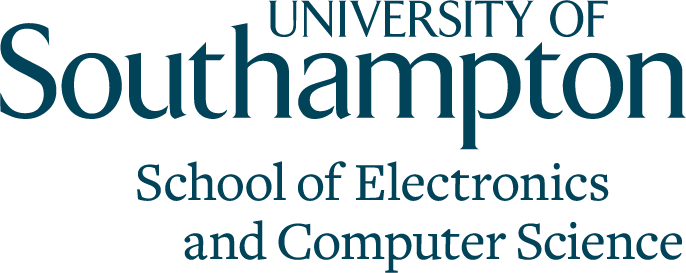 UNIVERSITY OF
Southampton
School of Electronics
and Computer Science